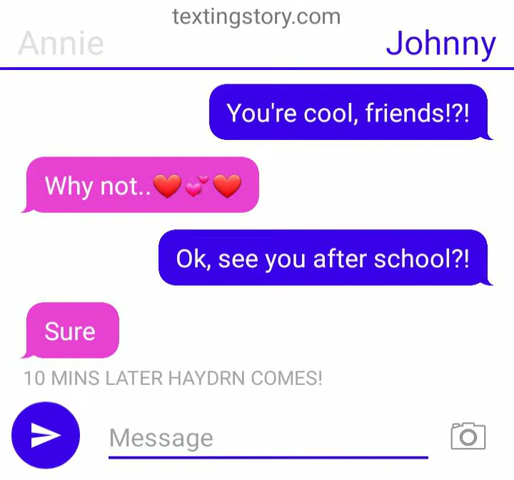 textingstory.com
Annie Johnny
You're cool, friends!?!
Why not..❤️💕❤️
Ok, see you after school?!
Sure
10 MINS LATER HAYDRN COMES!
Message